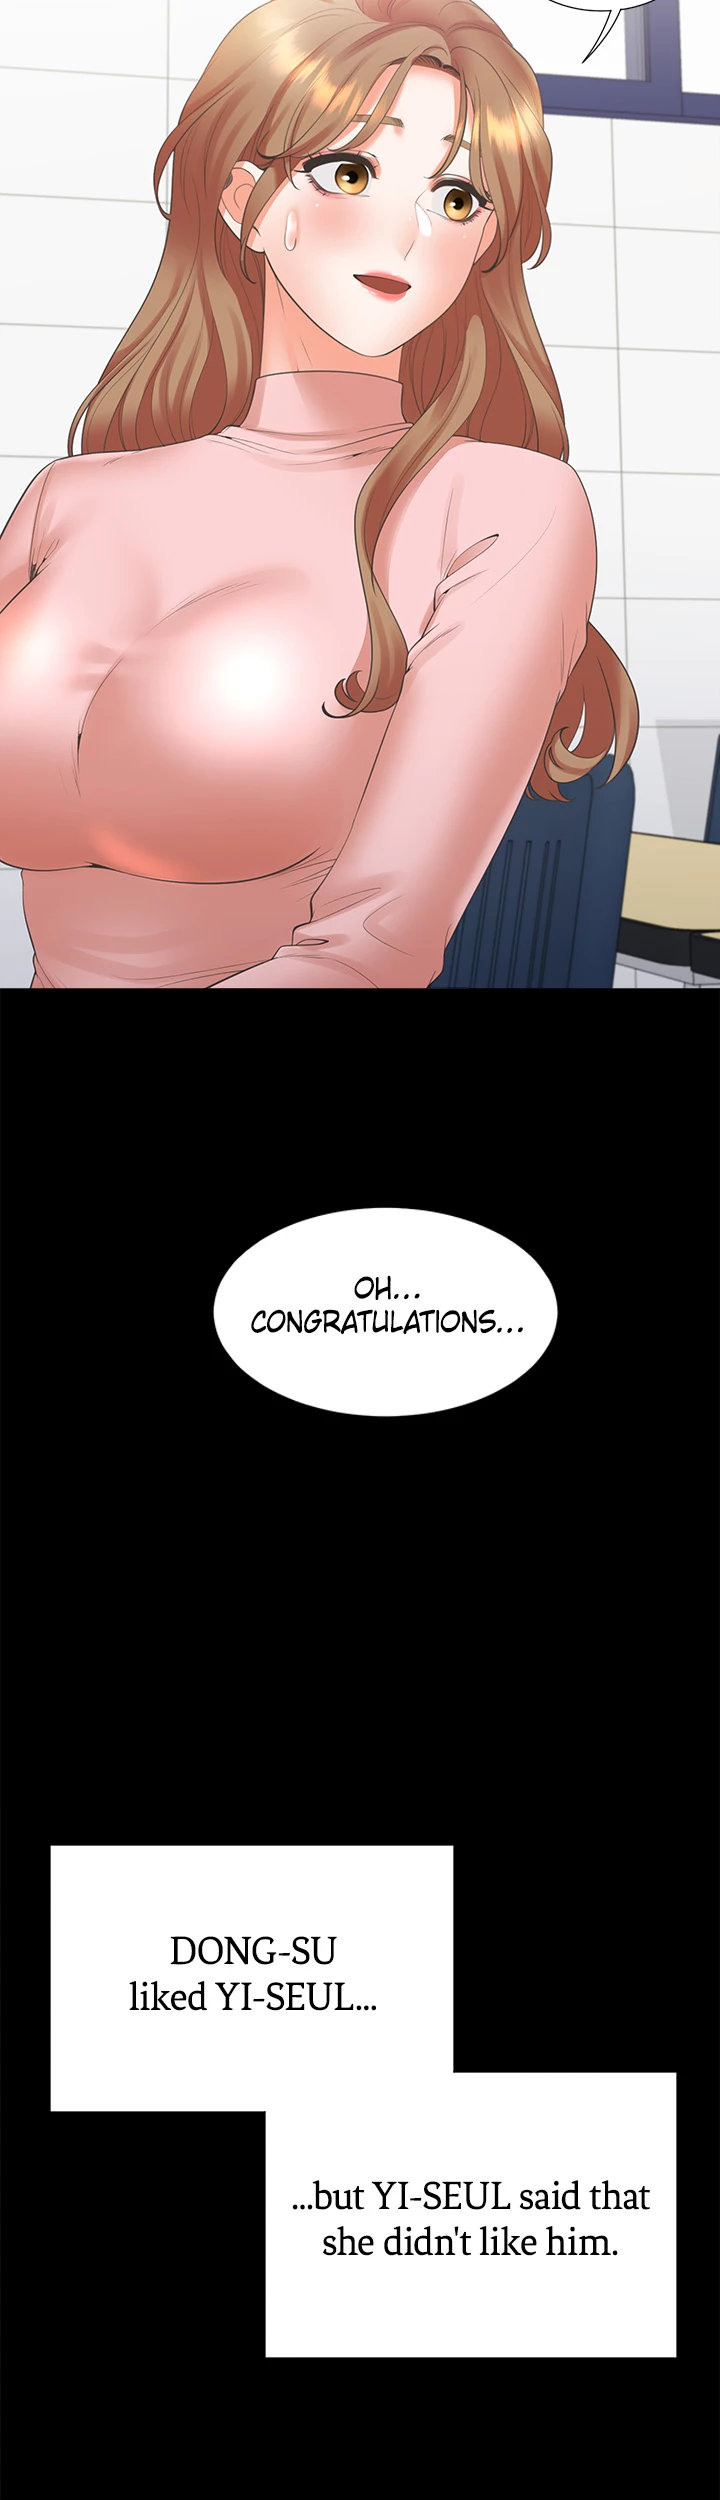 OH...
CONGRATULATIONS...
DONG-SU
liked YI-SEUL...
...but YI-SEUL said that
she didn't like him.